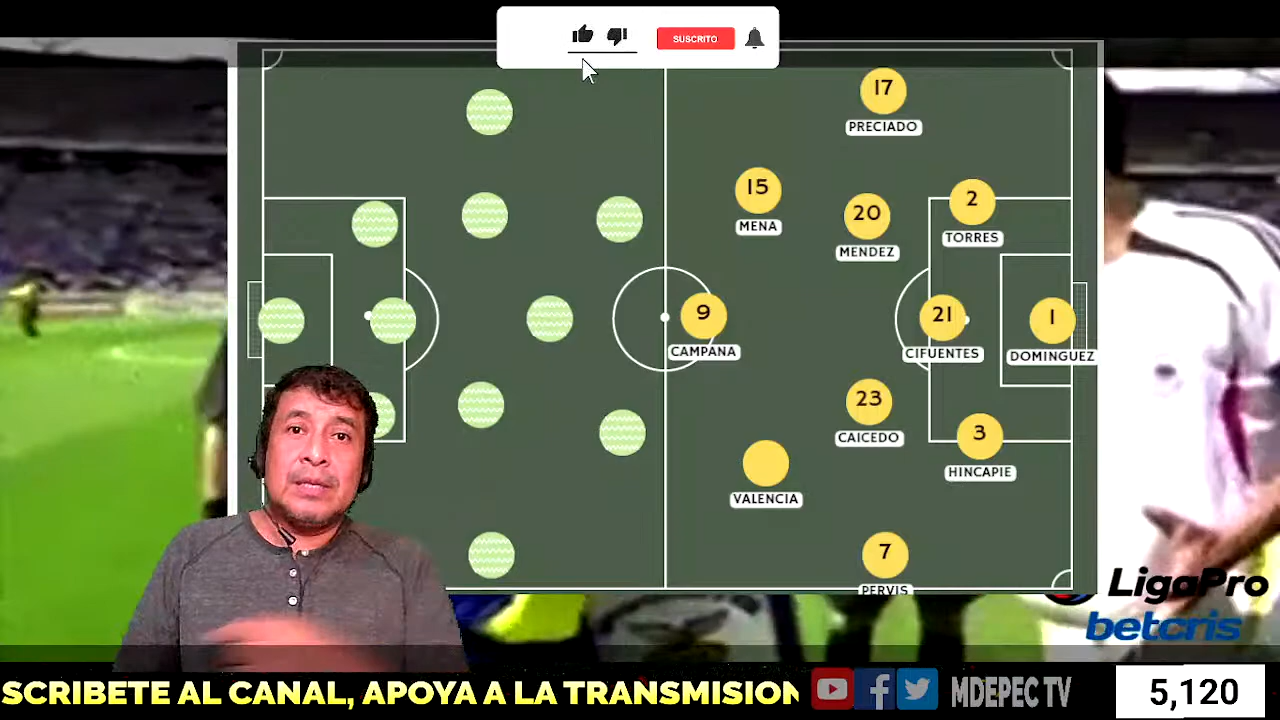 SUSCRITO
17
PRECIADO
15
MENA
20
MENDEZ
2
TORRES
9
CAMPANA
21
CIFUENTES
1
DOMINGUEZ
23
CAICEDO
3
HINCAPIE
VALENCIA
7
PERVIS
LigaPro
betcris
SCRIBETE AL CANAL, APOYA A LA TRANSMISION
MDEPEC TV
5,120